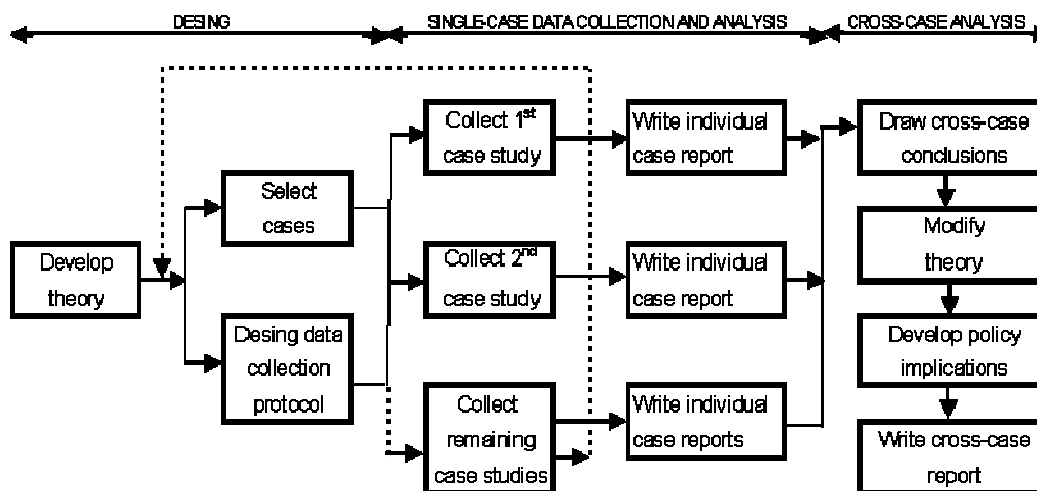 DESING
SINGLE-CASE DATA COLLECTION AND ANALYSIS
CROSS-CASE ANALYSIS
Develop
theory
Select
cases
Desing data
collection
protocol
Collect 1st
case study
Collect 2nd
case study
Collect
remaining
case studies
Write individual
case report
Write individual
case report
Write individual
case reports
Draw cross-case
conclusions
Modify
theory
Develop policy
implications
Write cross-case
report